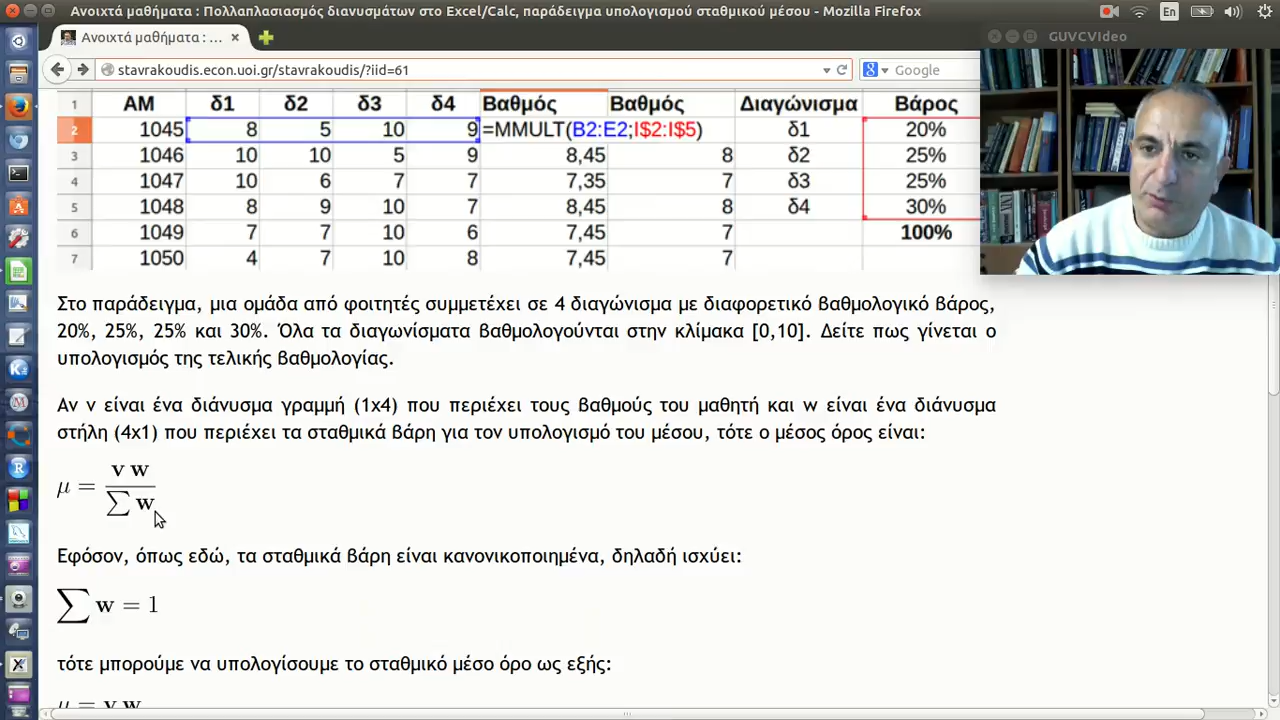 Ανοιχτά μαθήματα : Πολλαπλασιασμός διανυσμάτων στο Excel/Calc, παράδειγμα υπολογισμού σταθμικού μέσου - Mozilla Firefox
En
Ανοιχτά μαθήματα : ...
GUVCVIdeo
stavrakoudis.econ.uoi.gr/stavrakoudis/?iid=61
Google
1 ΑΜ δ1 δ2 δ3 δ4 Βαθμός Βαθμός Διαγώνισμα Βάρος
2 1045 8 5 10 9 =MMULT(B2:E2;I$2:I$5) δ1 20%
3 1046 10 10 5 9 8,45 8 δ2 25%
4 1047 10 6 7 7 7,35 7 δ3 25%
5 1048 8 9 10 7 8,45 8 δ4 30%
6 1049 7 7 10 6 7,45 7 100%
7 1050 4 7 10 8 7,45 7
Στο παράδειγμα, μια ομάδα από φοιτητές συμμετέχει σε 4 διαγώνισμα με διαφορετικό βαθμολογικό βάρος,
20%, 25%, 25% και 30%. Όλα τα διαγωνίσματα βαθμολογούνται στην κλίμακα [0,10]. Δείτε πως γίνεται ο
υπολογισμός της τελικής βαθμολογίας.
Αν v είναι ένα διάνυσμα γραμμή (1x4) που περιέχει τους βαθμούς του μαθητή και w είναι ένα διάνυσμα
στήλη (4x1) που περιέχει τα σταθμικά βάρη για τον υπολογισμό του μέσου, τότε ο μέσος όρος είναι:
μ = v w / ∑ w
Εφόσον, όπως εδώ, τα σταθμικά βάρη είναι κανονικοποιημένα, δηλαδή ισχύει:
∑ w = 1
τότε μπορούμε να υπολογίσουμε το σταθμικό μέσο όρο ως εξής:
μ = v w